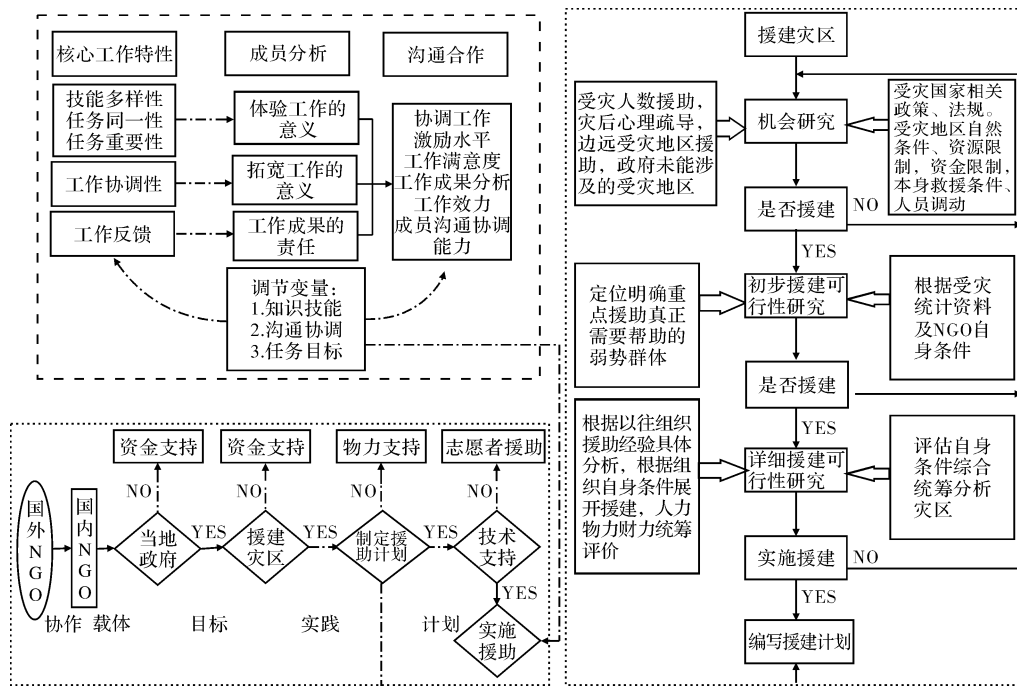 核心工作特性
成员分析
沟通合作
技能多样性
任务同一性
任务重要性
体验工作的
意义
工作协调性
拓宽工作的
意义
工作反馈
工作成果的
责任
协调工作
激励水平
工作满意度
工作成果分析
工作效力
成员沟通协调
能力
调节变量：
1.知识技能
2.沟通协调
3.任务目标
资金支持
资金支持
物力支持
志愿者援助
NO
NO
NO
NO
国外NGO
国内NGO
当地
政府
YES
援建
灾区
YES
制定援
助计划
YES
技术
支持
YES
实施
援助
协作
载体
目标
实践
计划
援建灾区
受灾人数援助，
灾后心理疏导，
边远受灾地区援
助，政府未能涉
及的受灾地区
机会研究
受灾国家相关
政策、法规。
受灾地区自然
条件、资源限
制，资金限制，
本身救援条件、
人员调动
是否援建
NO
YES
定位明确重
点援助真正
需要帮助的
弱势群体
初步援建可
行性研究
根据受灾
统计资料
及NGO自
身条件
是否援建
YES
根据以往组织
援助经验具体
分析，根据组
织自身条件展
开援建，人力
物力财力统筹
评价
详细援建可
行性研究
评估自身
条件综合
统筹分析
灾区
实施援建
NO
YES
编写援建计划